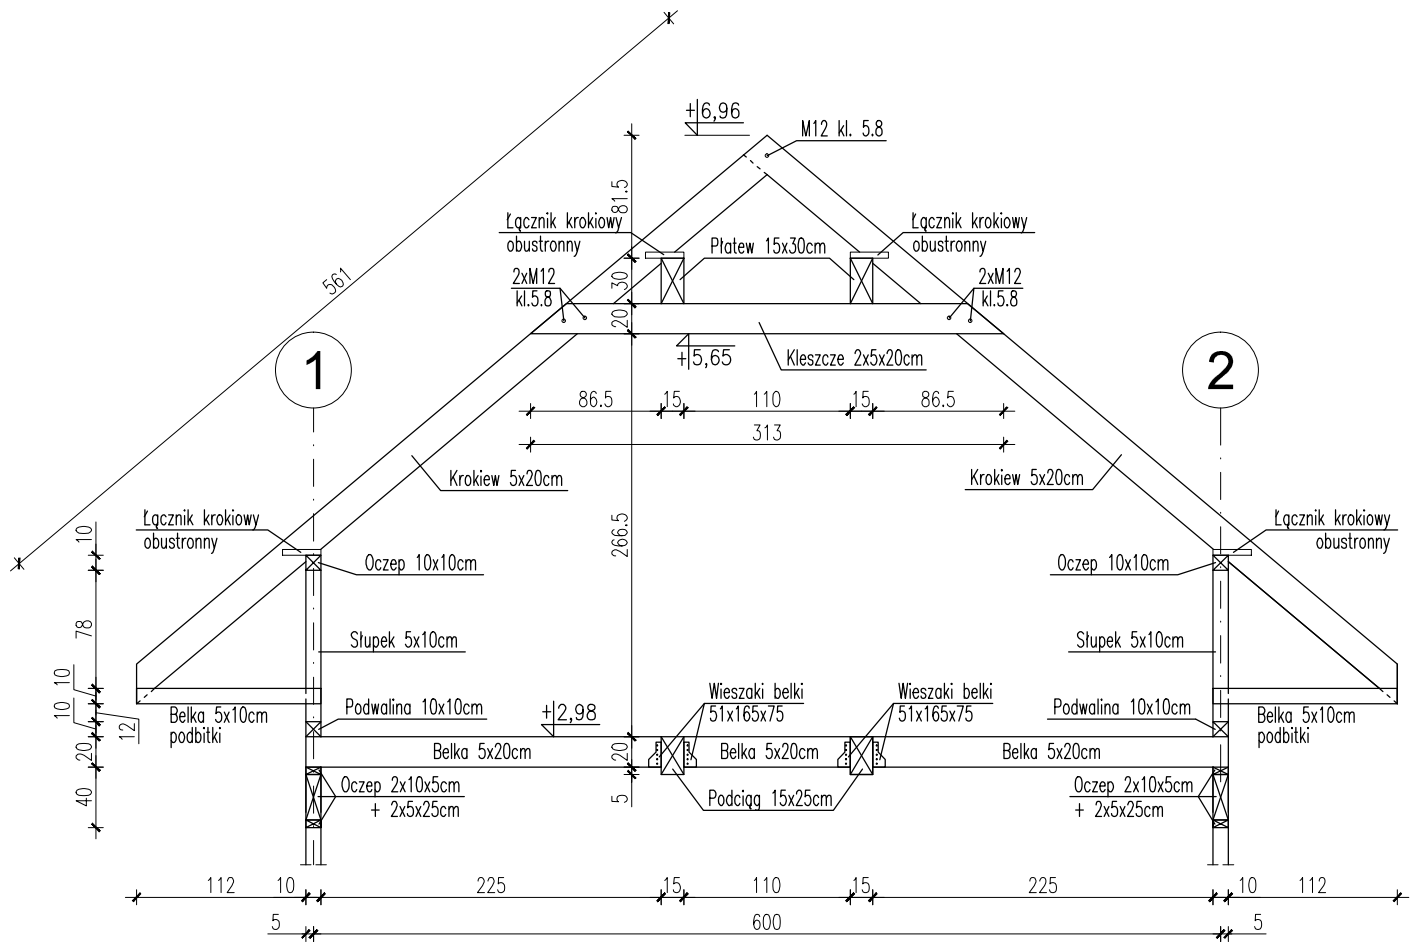 +6,96
M12 kl. 5.8
81.5
Łącznik krokiowy
obustronny
Łącznik krokiowy
obustronny
Płatew 15x30cm
561
30
2xM12
kl.5.8
2xM12
kl.5.8
20
1
2
+5,65
Kleszcze 2x5x20cm
86.5 15 110 15 86.5
313
Krokiew 5x20cm
Krokiew 5x20cm
Łącznik krokiowy
obustronny
Łącznik krokiowy
obustronny
10
266.5
Oczep 10x10cm
Oczep 10x10cm
78
Słupek 5x10cm
Słupek 5x10cm
10
10
12
Wieszaki belki
51x165x75
Wieszaki belki
51x165x75
Belka 5x10cm
podbitki
Podwalina 10x10cm
+2,98
Podwalina 10x10cm
Belka 5x10cm
podbitki
20
Belka 5x20cm
20
Belka 5x20cm
Belka 5x20cm
40
Oczep 2x10x5cm
+ 2x5x25cm
5
Podciąg 15x25cm
Oczep 2x10x5cm
+ 2x5x25cm
112 10 225 15 110 15 225 10 112
5 600 5